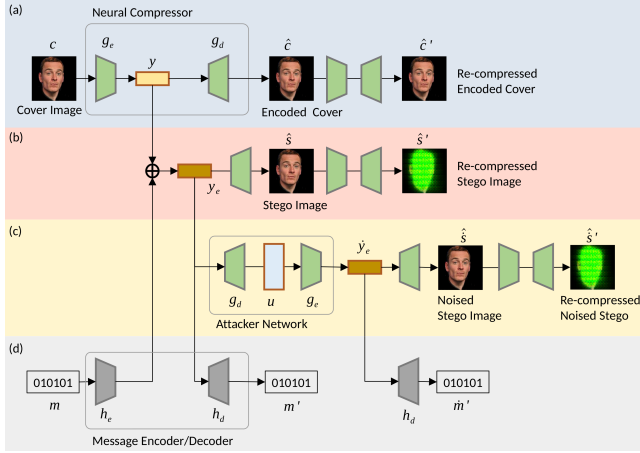 (a)
Neural Compressor
c
g_e
y
g_d
ĉ
ĉ'
Cover Image
Encoded Cover
Re-compressed
Encoded Cover
(b)
ŝ
ŝ'
y_e
Stego Image
Re-compressed
Stego Image
(c)
ẏ_e
ŝ̇
ŝ̇'
g_d
u
g_e
Attacker Network
Noised
Stego Image
Re-compressed
Noised Stego
(d)
010101
m
h_e
h_d
010101
m'
h_d
010101
ṁ'
Message Encoder/Decoder